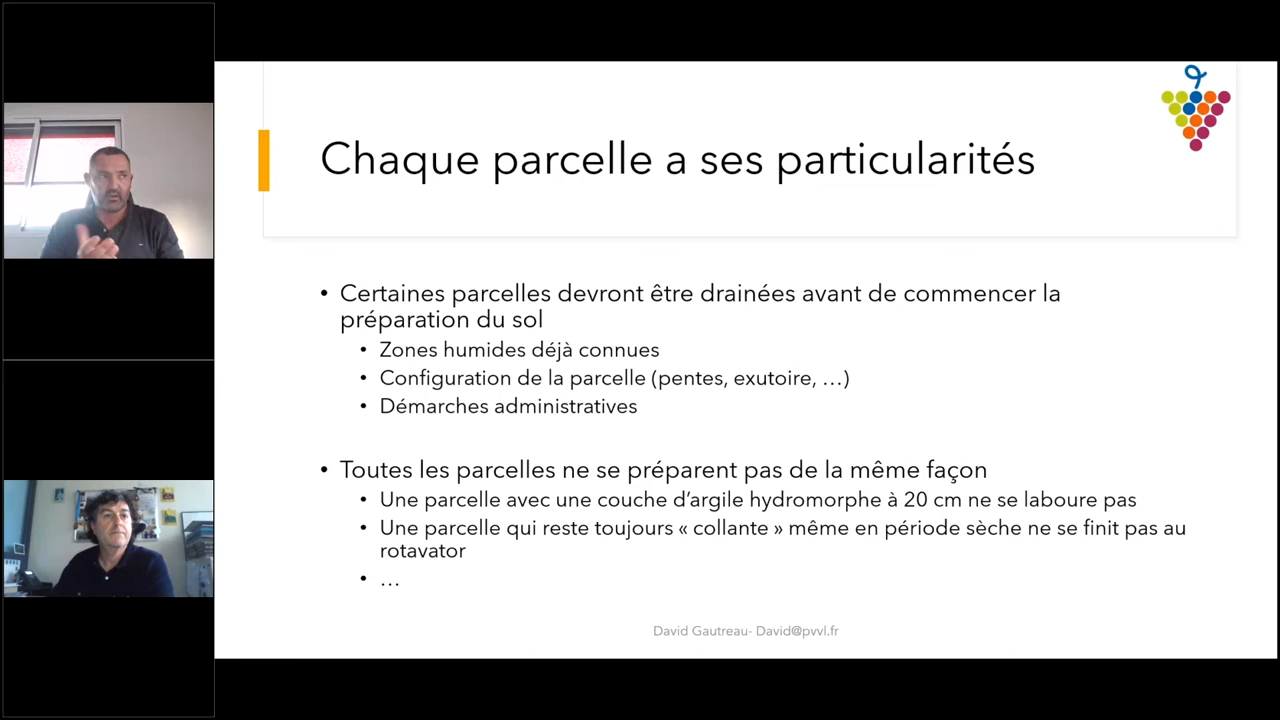 Chaque parcelle a ses particularités
• Certaines parcelles devront être drainées avant de commencer la
préparation du sol
• Zones humides déjà connues
• Configuration de la parcelle (pentes, exutoire, …)
• Démarches administratives
• Toutes les parcelles ne se préparent pas de la même façon
• Une parcelle avec une couche d’argile hydromorphe à 20 cm ne se laboure pas
• Une parcelle qui reste toujours « collante » même en période sèche ne se finit pas au
rotavator
• …
David Gautreau- David@pvvl.fr